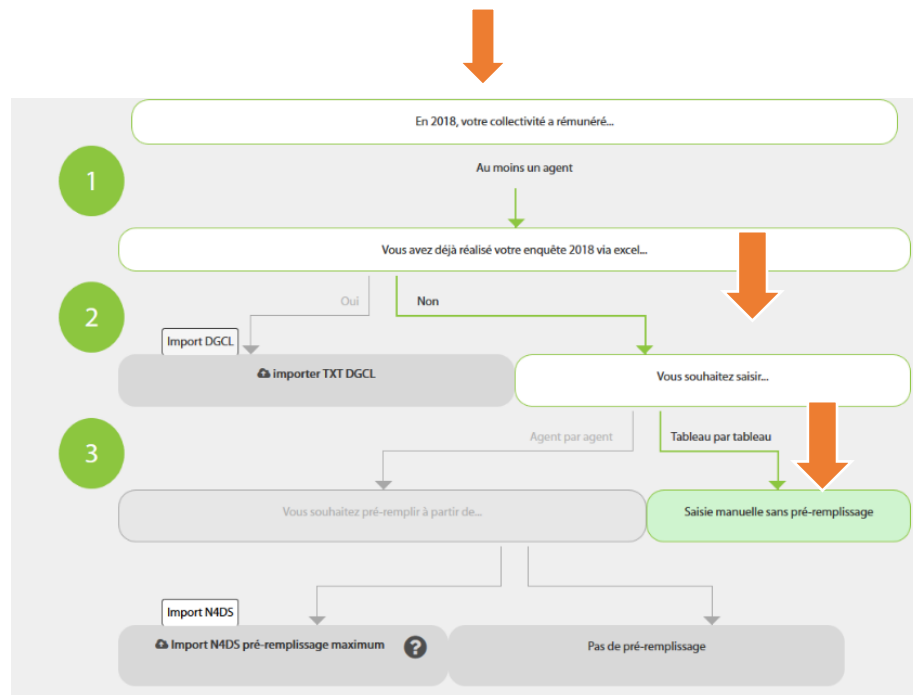 En 2018, votre collectivité a rémunéré...
1
Au moins un agent
Vous avez déjà réalisé votre enquête 2018 via excel...
2
Oui
Non
Import DGCL
importer TXT DGCL
Vous souhaitez saisir...
3
Agent par agent
Tableau par tableau
Vous souhaitez pré-remplir à partir de...
Saisie manuelle sans pré-remplissage
Import N4DS
Import N4DS pré-remplissage maximum ?
Pas de pré-remplissage